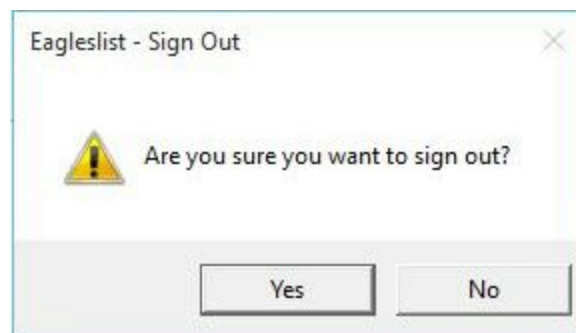 Eagleslist - Sign Out
Are you sure you want to sign out?
Yes
No